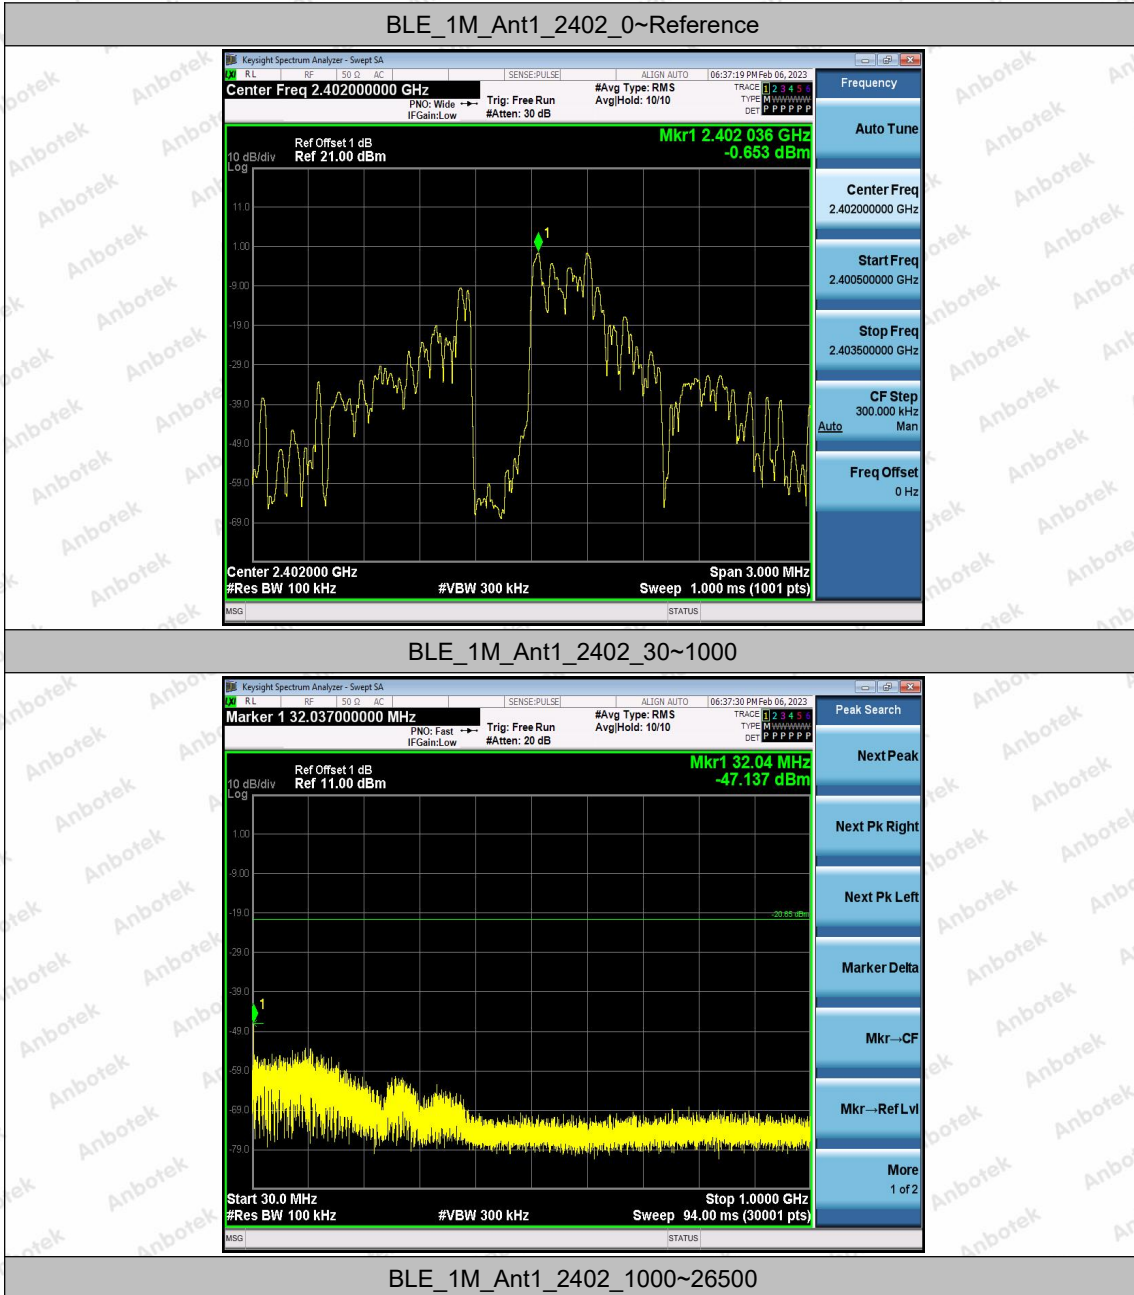 BLE_1M_Ant1_2402_0~Reference
Keysight Spectrum Analyzer - Swept SA
RL RF 50 Ω AC SENSE:PULSE ALIGN AUTO 06:37:19 PM Feb 06, 2023
Center Freq 2.402000000 GHz
PNO: Wide
IFGain:Low
Trig: Free Run
#Atten: 30 dB
#Avg Type: RMS
Avg|Hold: 10/10
TRACE 1 2 3 4 5 6
TYPE M WWWWW
DET P P P P P P
Frequency
Mkr1 2.402 036 GHz
-0.653 dBm
Ref Offset 1 dB
10 dB/div Ref 21.00 dBm
Log
11.0
1.00
-9.00
-19.0
-29.0
-39.0
-49.0
-59.0
-69.0
1
Center 2.402000 GHz Span 3.000 MHz
#Res BW 100 kHz #VBW 300 kHz Sweep 1.000 ms (1001 pts)
MSG STATUS
Auto Tune
Center Freq
2.402000000 GHz
Start Freq
2.400500000 GHz
Stop Freq
2.403500000 GHz
CF Step
300.000 kHz
Auto Man
Freq Offset
0 Hz
BLE_1M_Ant1_2402_30~1000
Keysight Spectrum Analyzer - Swept SA
RL RF 50 Ω AC SENSE:PULSE ALIGN AUTO 06:37:30 PM Feb 06, 2023
Marker 1 32.037000000 MHz
PNO: Fast
IFGain:Low
Trig: Free Run
#Atten: 20 dB
#Avg Type: RMS
Avg|Hold: 10/10
TRACE 1 2 3 4 5 6
TYPE M WWWWW
DET P P P P P P
Peak Search
Mkr1 32.04 MHz
-47.137 dBm
Ref Offset 1 dB
10 dB/div Ref 11.00 dBm
Log
1.00
-9.00
-19.0
-29.0
-39.0
-49.0
-59.0
-69.0
-79.0
-20.65 dBm
1
Start 30.0 MHz Stop 1.0000 GHz
#Res BW 100 kHz #VBW 300 kHz Sweep 94.00 ms (30001 pts)
MSG STATUS
Next Peak
Next Pk Right
Next Pk Left
Marker Delta
Mkr→CF
Mkr→Ref Lvl
More
1 of 2
BLE_1M_Ant1_2402_1000~26500